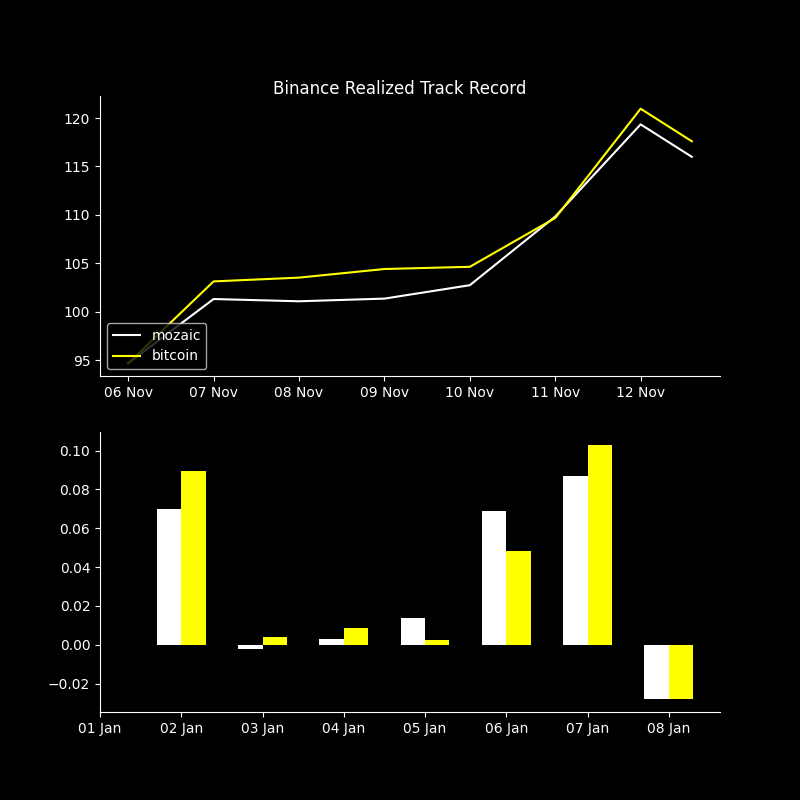 Binance Realized Track Record
120
115
110
105
100
95
mozaic
bitcoin
06 Nov 07 Nov 08 Nov 09 Nov 10 Nov 11 Nov 12 Nov
0.10
0.08
0.06
0.04
0.02
0.00
−0.02
01 Jan 02 Jan 03 Jan 04 Jan 05 Jan 06 Jan 07 Jan 08 Jan